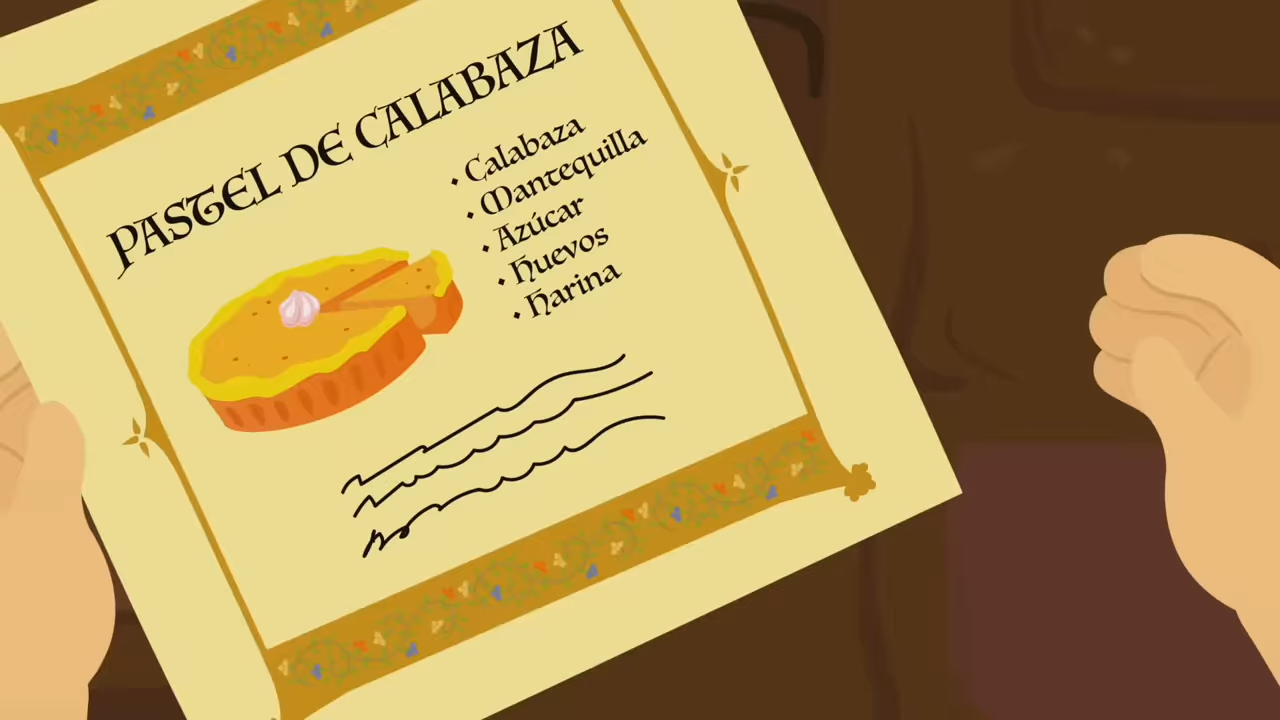 PASTEL DE CALABAZA
• Calabaza
• Mantequilla
• Azúcar
• Huevos
• Harina